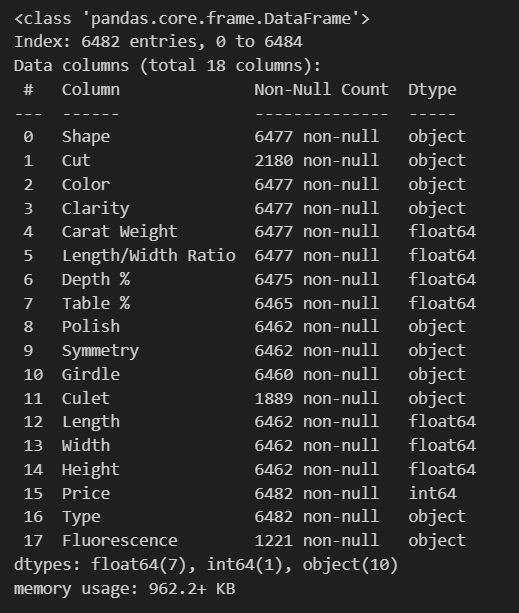 <class 'pandas.core.frame.DataFrame'>
Index: 6482 entries, 0 to 6484
Data columns (total 18 columns):
 #   Column              Non-Null Count  Dtype
---  ------              --------------  -----
 0   Shape               6477 non-null   object
 1   Cut                 2180 non-null   object
 2   Color               6477 non-null   object
 3   Clarity             6477 non-null   object
 4   Carat Weight        6477 non-null   float64
 5   Length/Width Ratio  6477 non-null   float64
 6   Depth %             6475 non-null   float64
 7   Table %             6465 non-null   float64
 8   Polish              6462 non-null   object
 9   Symmetry            6462 non-null   object
 10  Girdle              6460 non-null   object
 11  Culet               1889 non-null   object
 12  Length              6462 non-null   float64
 13  Width               6462 non-null   float64
 14  Height              6462 non-null   float64
 15  Price               6482 non-null   int64
 16  Type                6482 non-null   object
 17  Fluorescence        1221 non-null   object
dtypes: float64(7), int64(1), object(10)
memory usage: 962.2+ KB